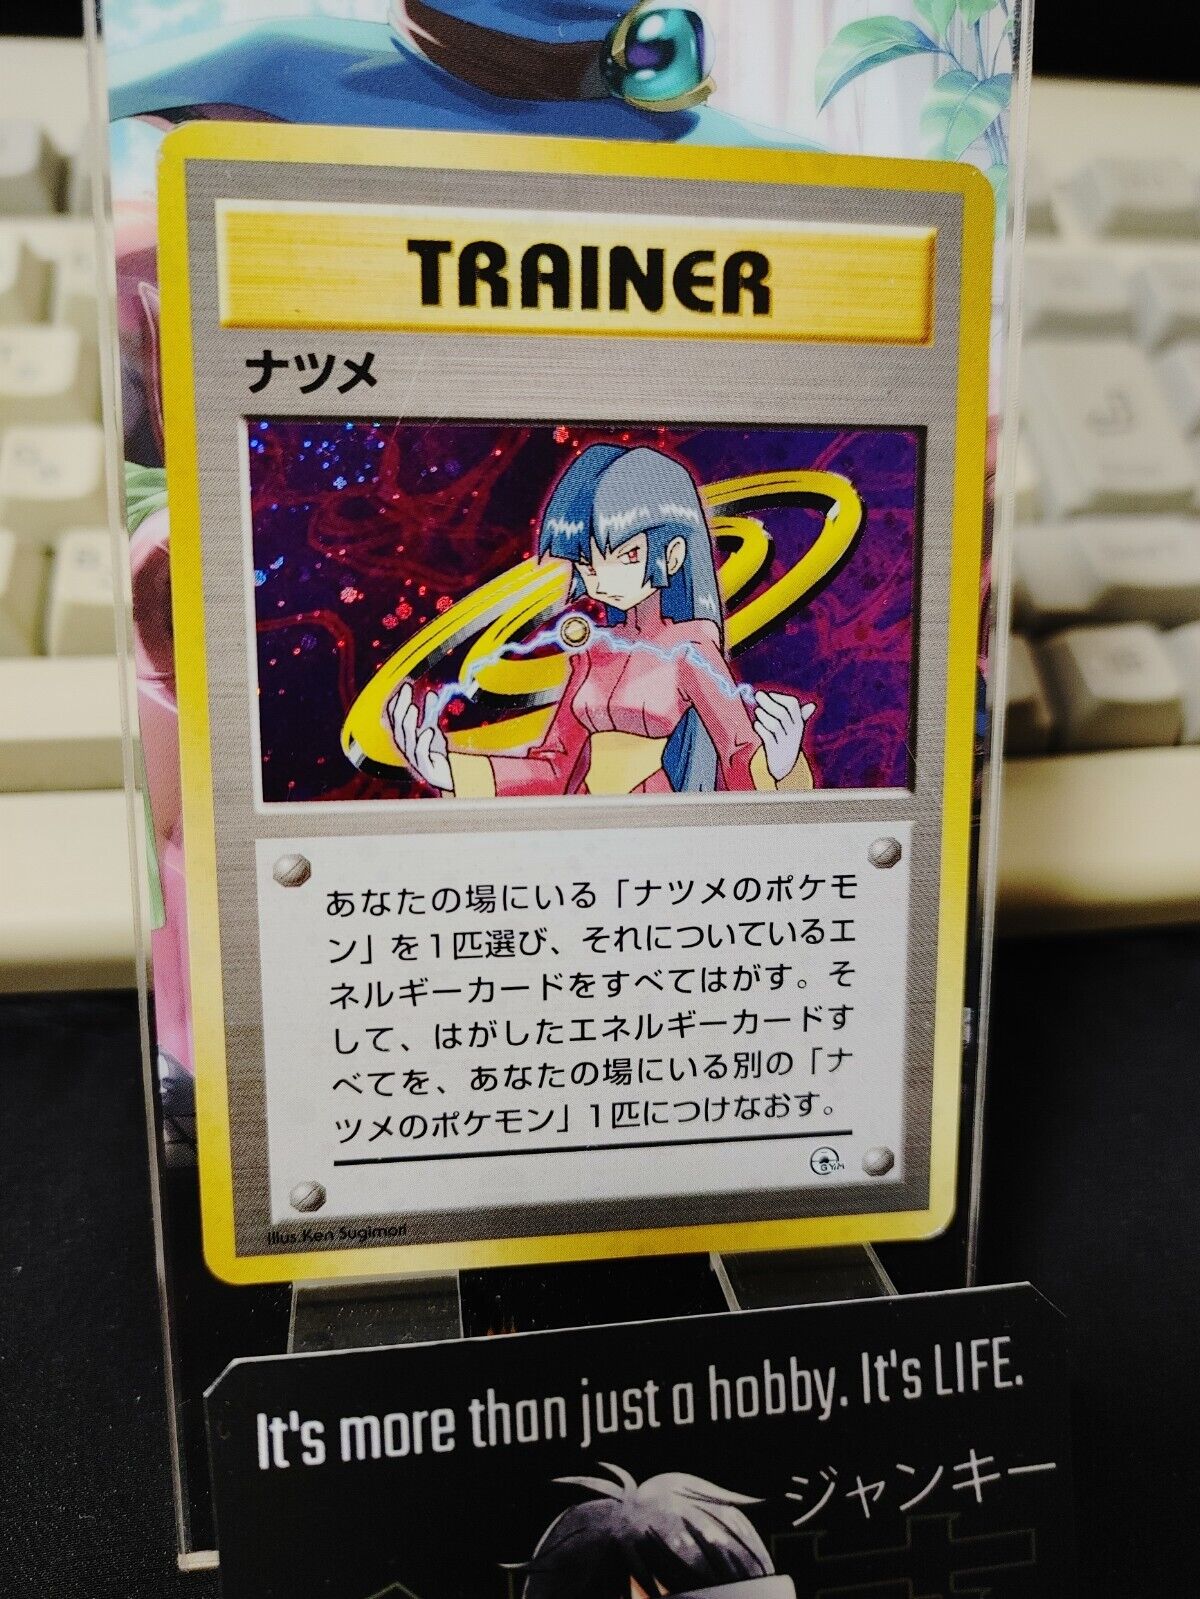 TRAINER
ナツメ
あなたの場にいる「ナツメのポケモ
ン」を1匹選び、それについているエ
ネルギーカードをすべてはがす。そ
して、はがしたエネルギーカードす
べてを、あなたの場にいる別の「ナ
ツメのポケモン」1匹につけなおす。
GYM
Illus. Ken Sugimori
It's more than just a hobby. It's LIFE.
ジャンキー